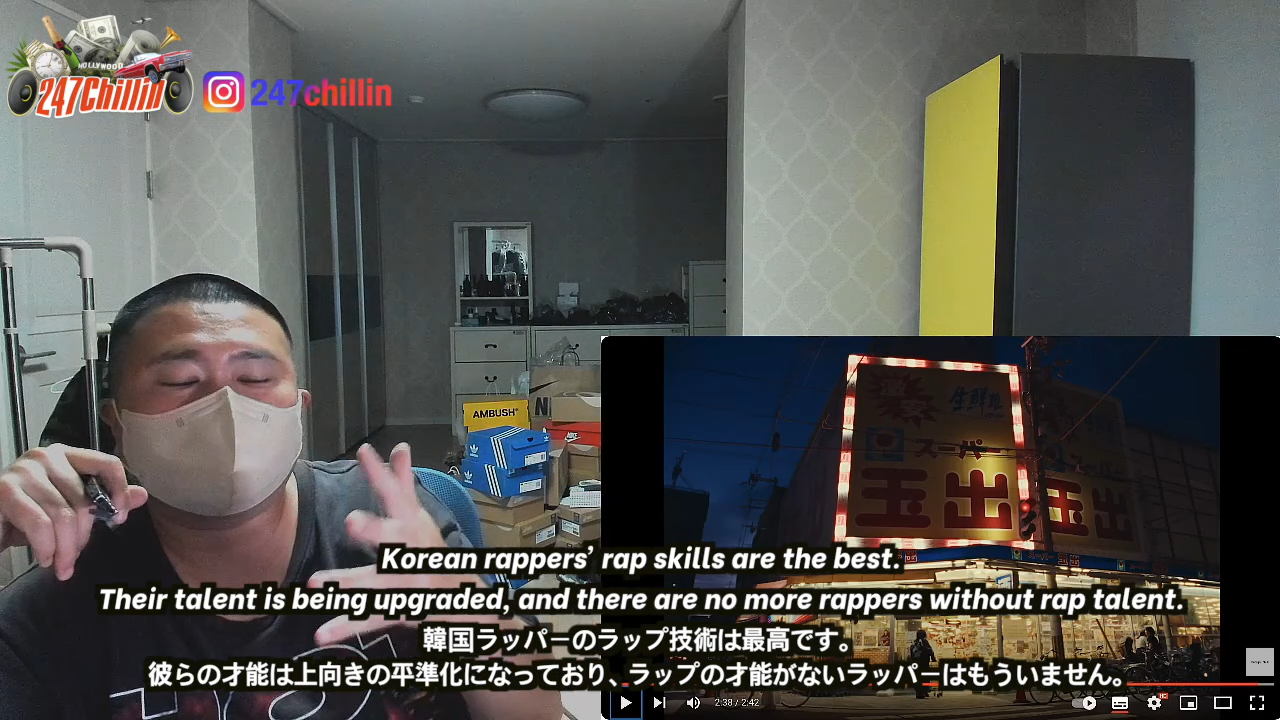 HOLLYWOOD
247Chillin
247chillin
AMBUSH®
スーパー
玉出
玉出
Korean rappers' rap skills are the best.
Their talent is being upgraded, and there are no more rappers without rap talent.
韓国ラッパーのラップ技術は最高です。
彼らの才能は上向きの平準化になっており、ラップの才能がないラッパーはもういません。
2:38 / 2:42
HD